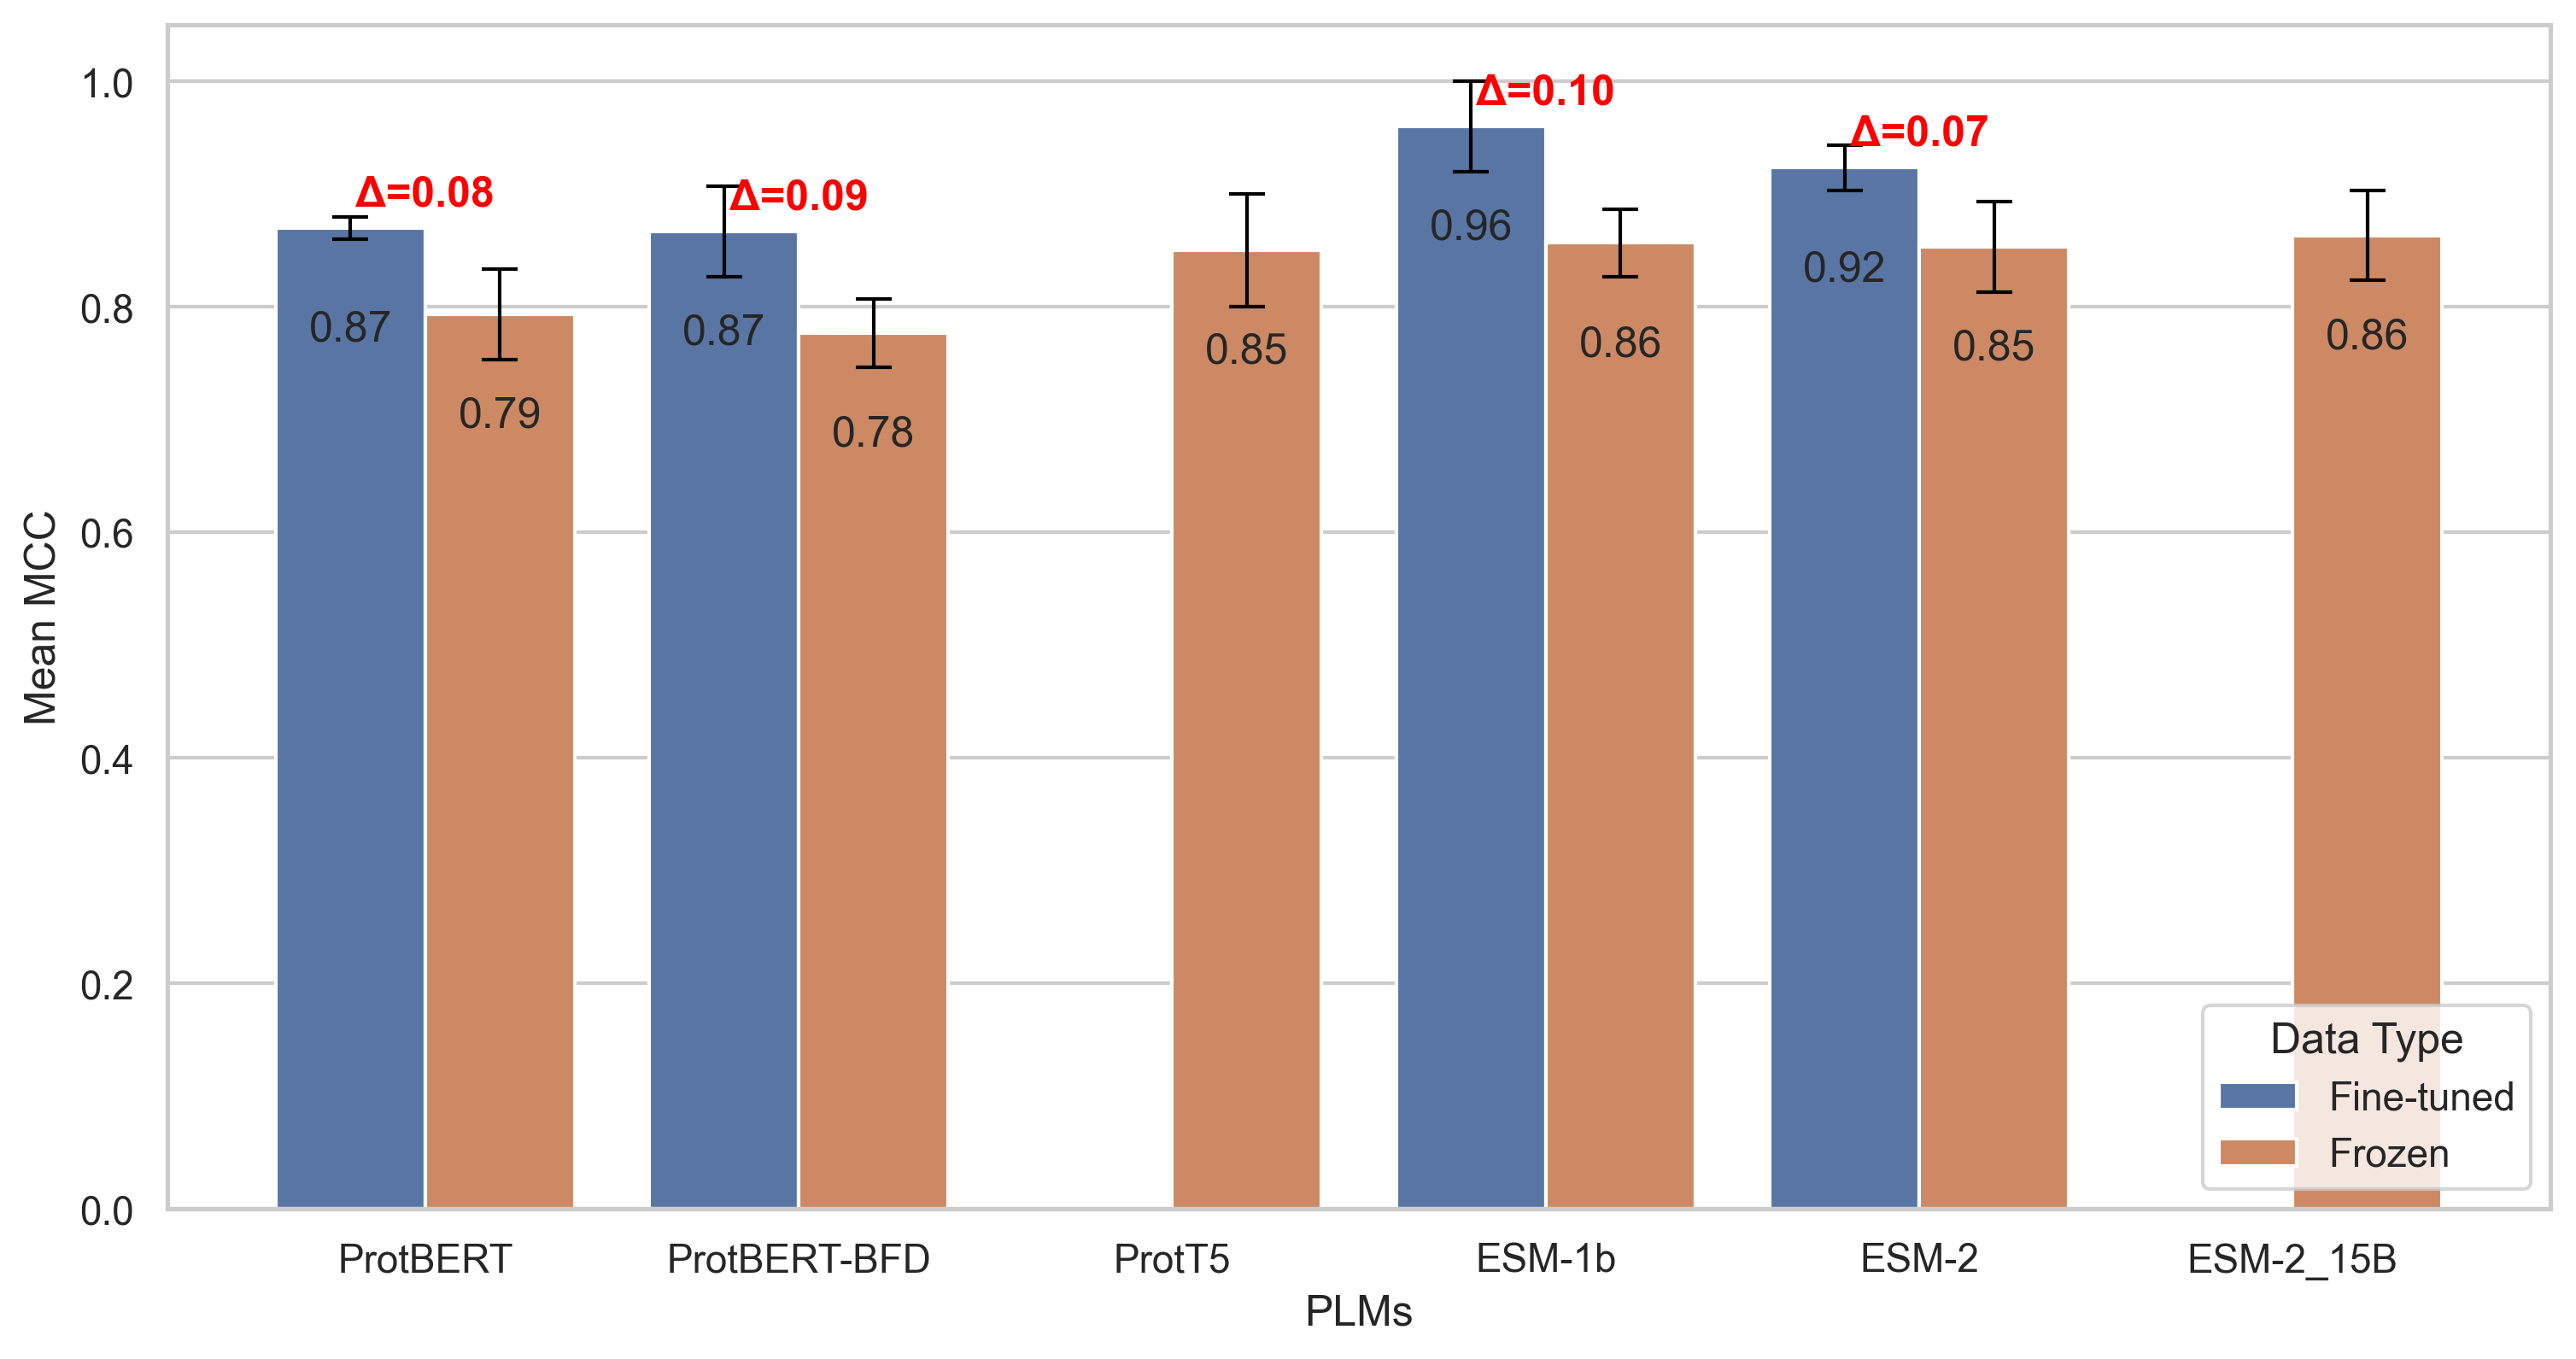 1.0
0.8
0.6
0.4
0.2
0.0
Mean MCC
Δ=0.08
Δ=0.09
Δ=0.10
Δ=0.07
0.87
0.79
0.87
0.78
0.85
0.96
0.86
0.92
0.85
0.86
Data Type
Fine-tuned
Frozen
ProtBERT
ProtBERT-BFD
ProtT5
ESM-1b
ESM-2
ESM-2_15B
PLMs